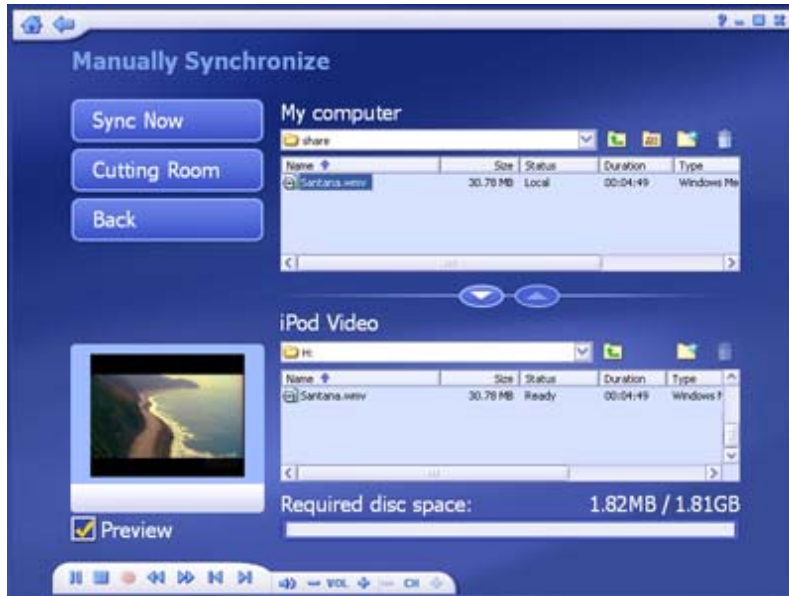 ?
Manually Synchronize
Sync Now
Cutting Room
Back
My computer
share
Name Size Status Duration Type
Santana.wmv 30.78 MB Local 00:04:49 Windows Me
iPod Video
H:
Name Size Status Duration Type
Santana.wmv 30.78 MB Ready 00:04:49 Windows M
Required disc space: 1.82MB / 1.81GB
Preview
VOL CH